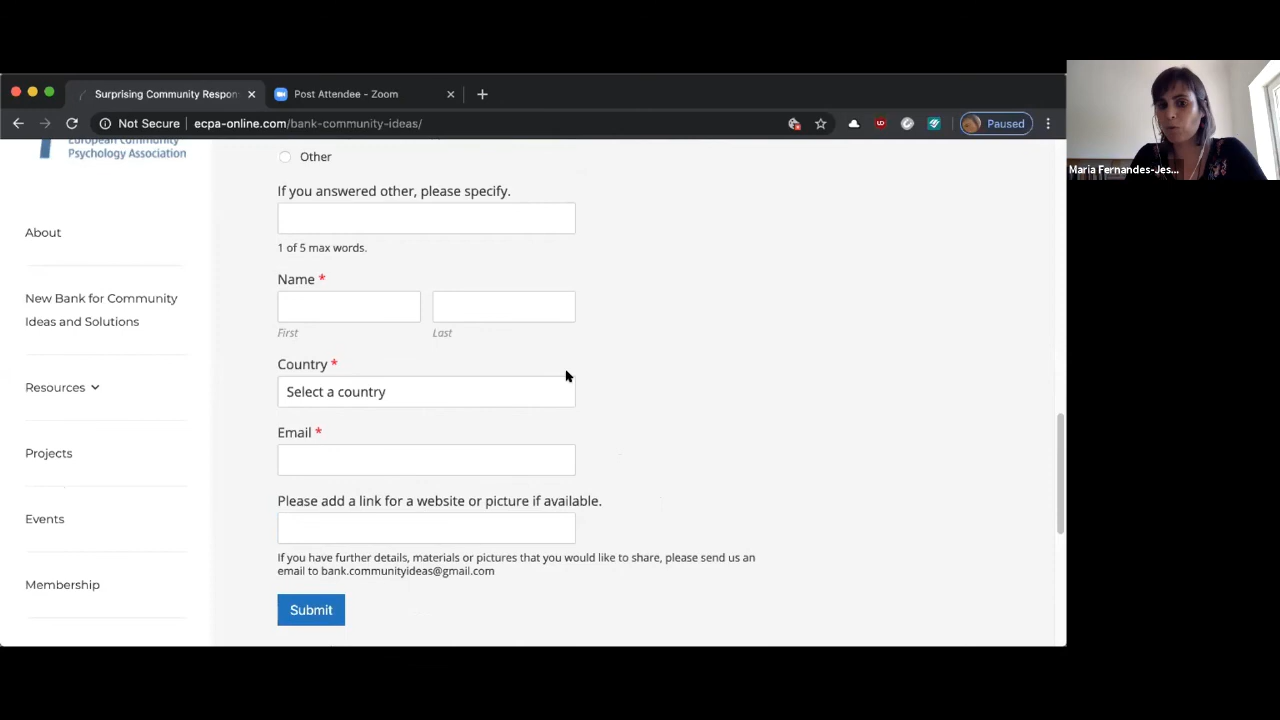 Surprising Community Respon
Post Attendee - Zoom
Not Secure
ecpa-online.com/bank-community-ideas/
Paused
Maria Fernandes-Jes...
European Community
Psychology Association
About
New Bank for Community
Ideas and Solutions
Resources
Projects
Events
Membership
Other
If you answered other, please specify.
1 of 5 max words.
Name *
First
Last
Country *
Select a country
Email *
Please add a link for a website or picture if available.
If you have further details, materials or pictures that you would like to share, please send us an
email to bank.communityideas@gmail.com
Submit